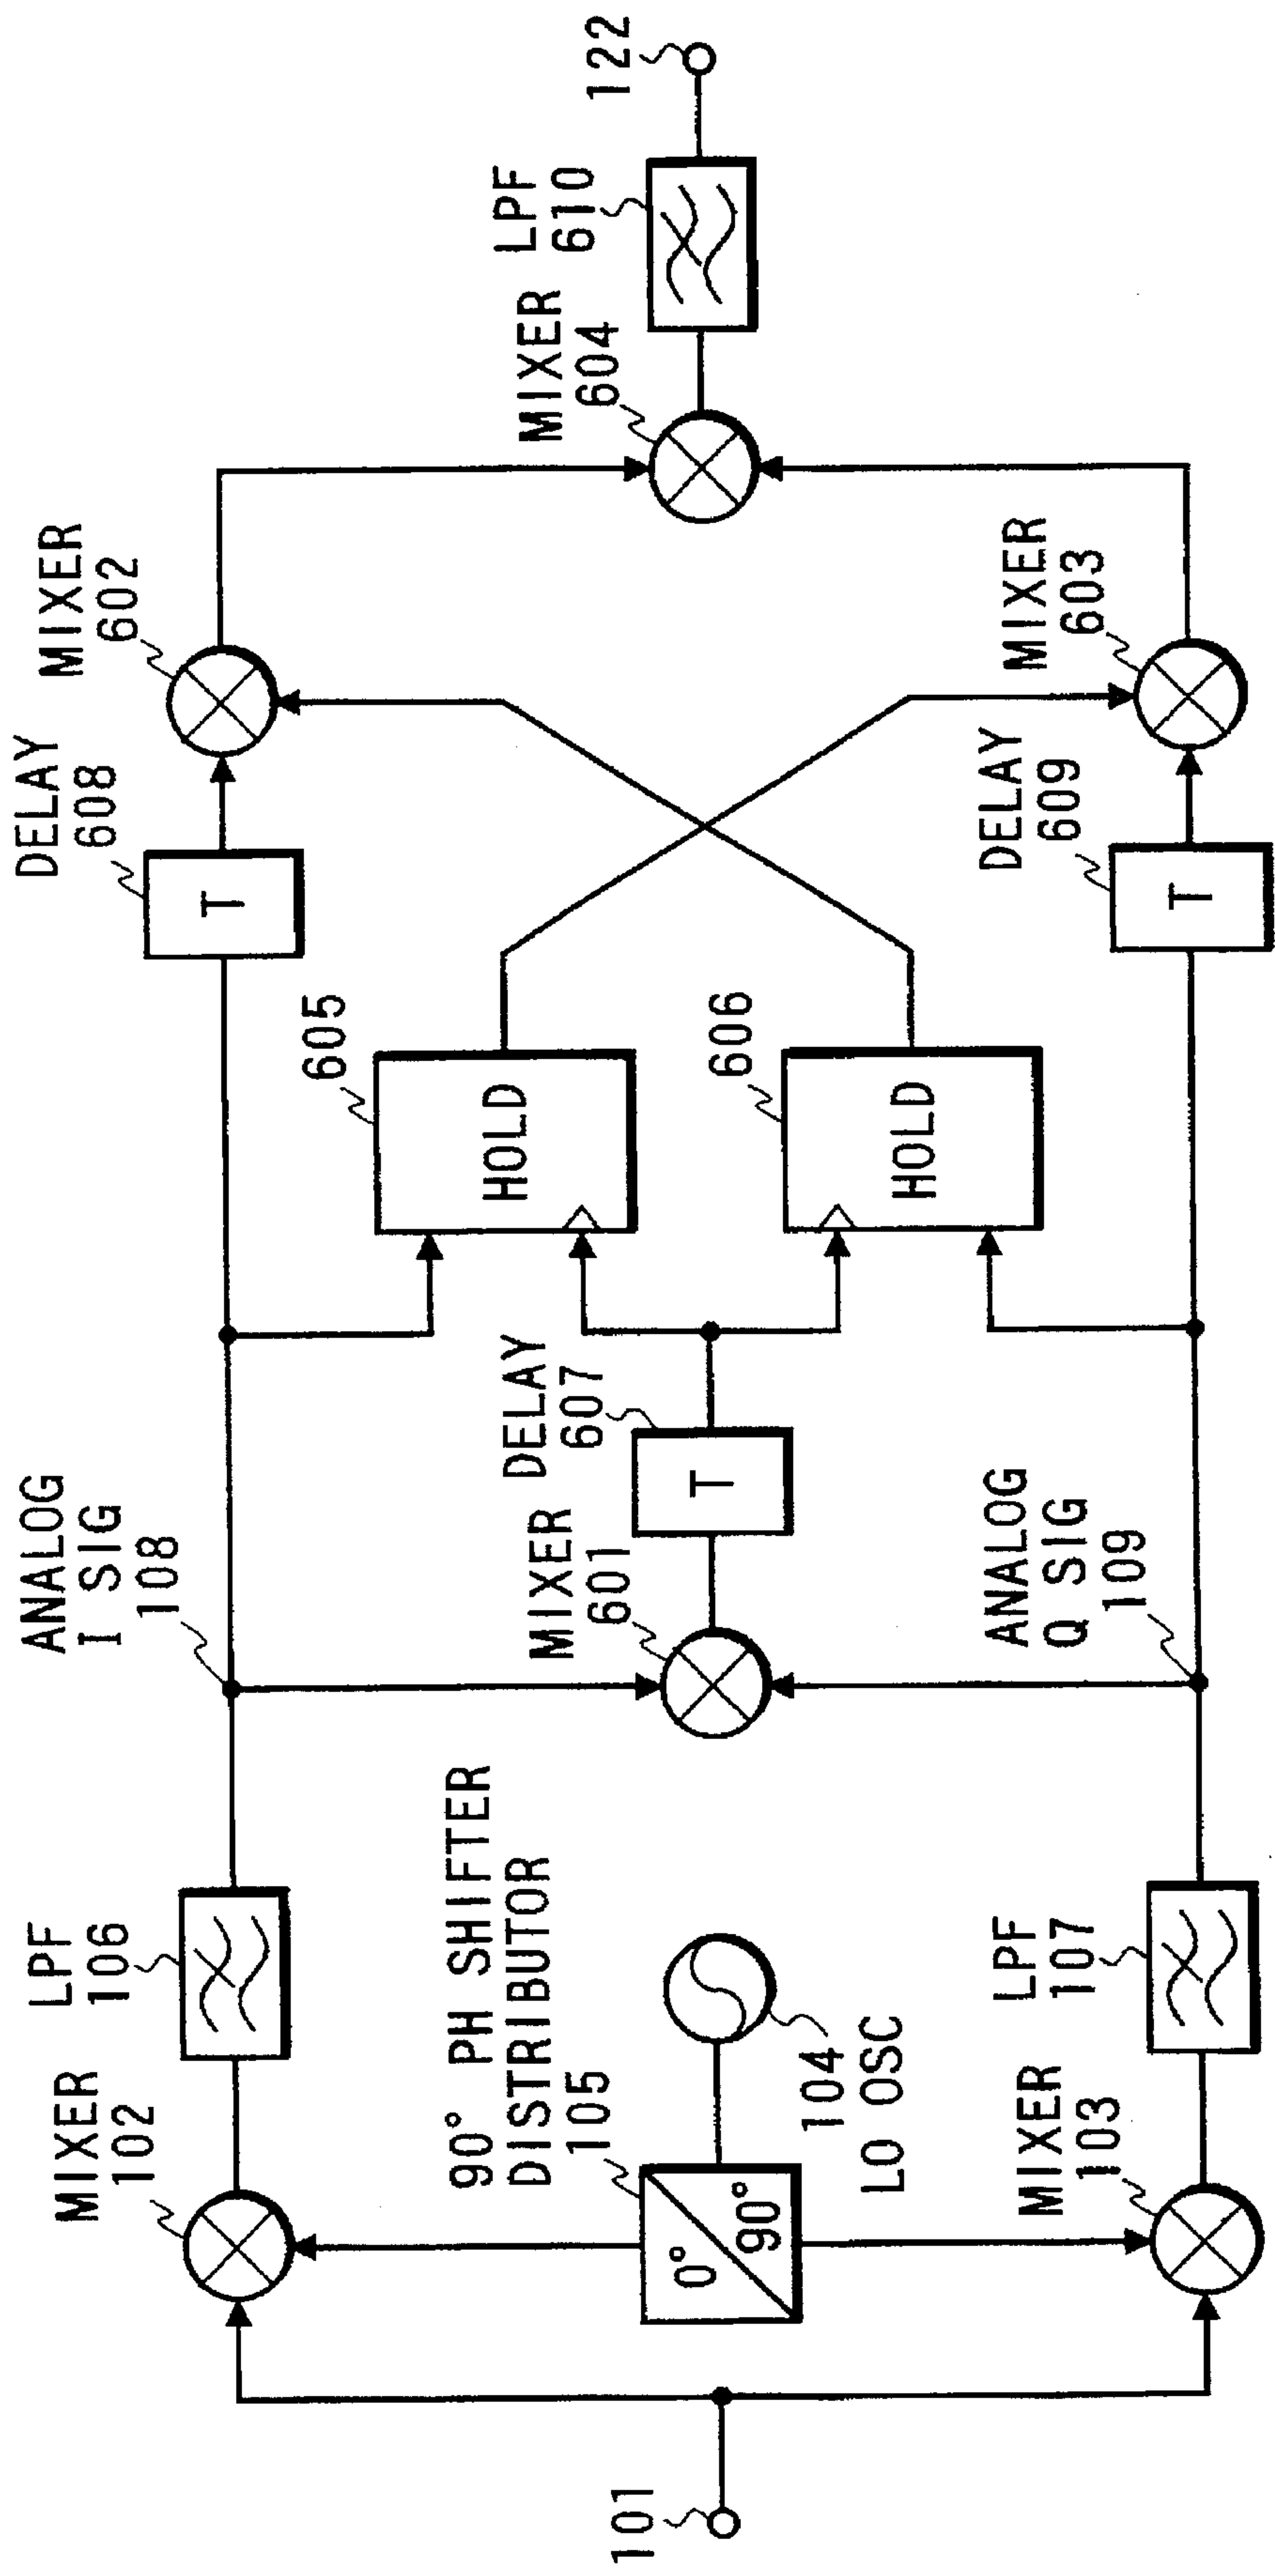 101
MIXER
102
LPF
106
ANALOG
I SIG
108
DELAY
608
MIXER
602
90° PH SHIFTER
DISTRIBUTOR
105
0°
90°
104
LO OSC
MIXER
601
DELAY
607
T
T
605
HOLD
606
HOLD
MIXER
604
LPF
610
122
MIXER
103
LPF
107
ANALOG
Q SIG
109
DELAY
609
T
MIXER
603